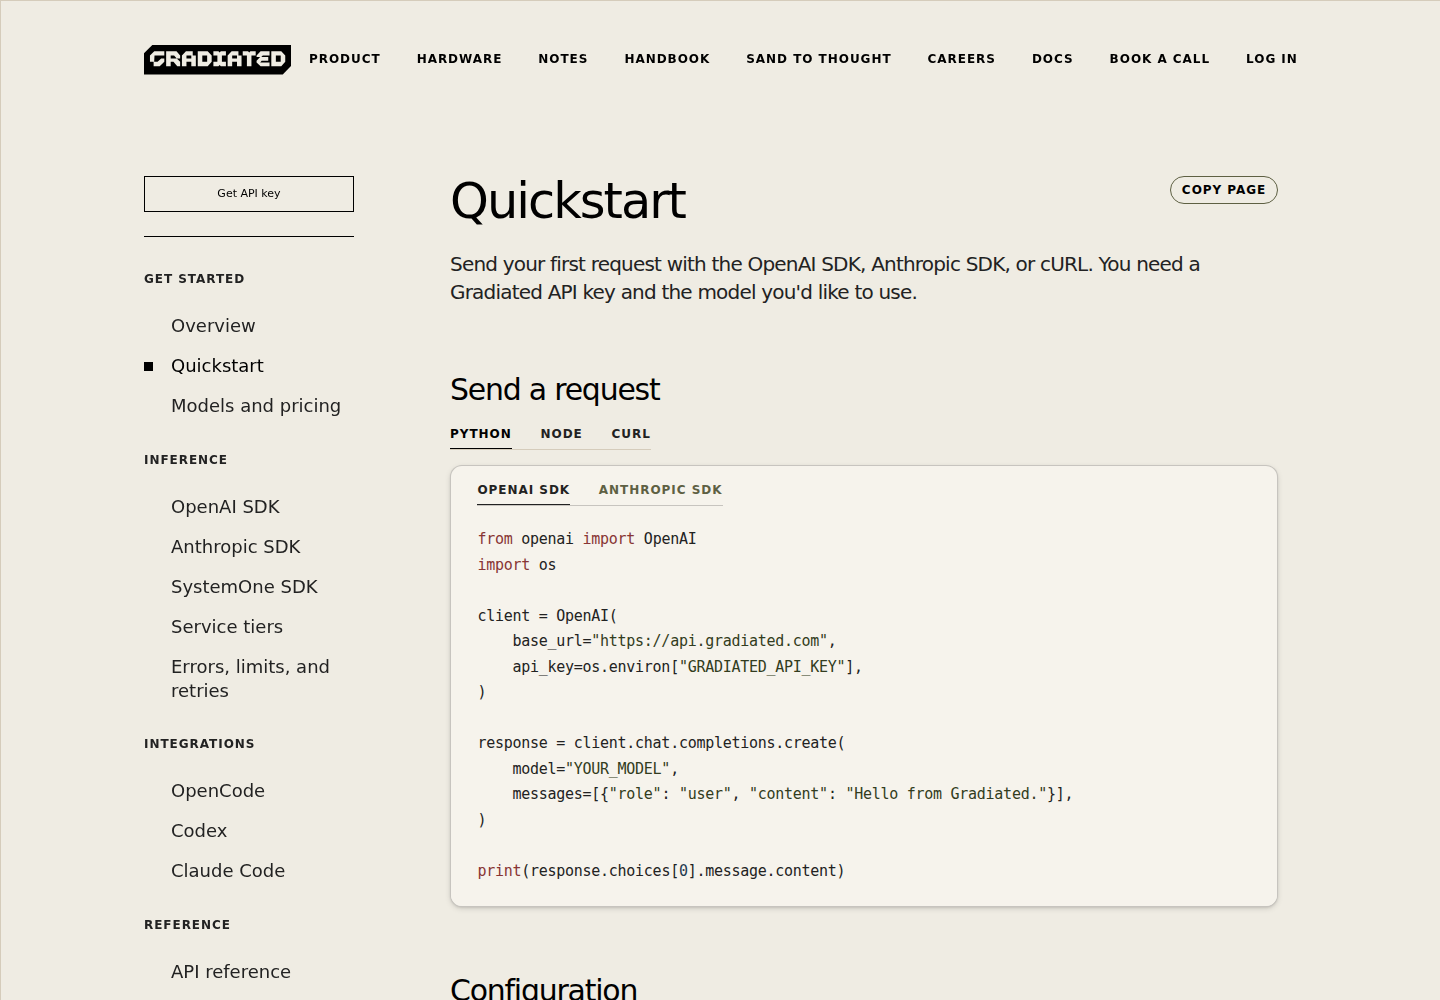 GRADIATED
PRODUCT HARDWARE NOTES HANDBOOK SAND TO THOUGHT CAREERS DOCS BOOK A CALL LOG IN
Get API key
GET STARTED
Overview
Quickstart
Models and pricing
INFERENCE
OpenAI SDK
Anthropic SDK
SystemOne SDK
Service tiers
Errors, limits, and
retries
INTEGRATIONS
OpenCode
Codex
Claude Code
REFERENCE
API reference
Quickstart
COPY PAGE
Send your first request with the OpenAI SDK, Anthropic SDK, or cURL. You need a
Gradiated API key and the model you'd like to use.
Send a request
PYTHON NODE CURL
OPENAI SDK ANTHROPIC SDK
from openai import OpenAI
import os
client = OpenAI(
    base_url="https://api.gradiated.com",
    api_key=os.environ["GRADIATED_API_KEY"],
)
response = client.chat.completions.create(
    model="YOUR_MODEL",
    messages=[{"role": "user", "content": "Hello from Gradiated."}],
)
print(response.choices[0].message.content)
Configuration